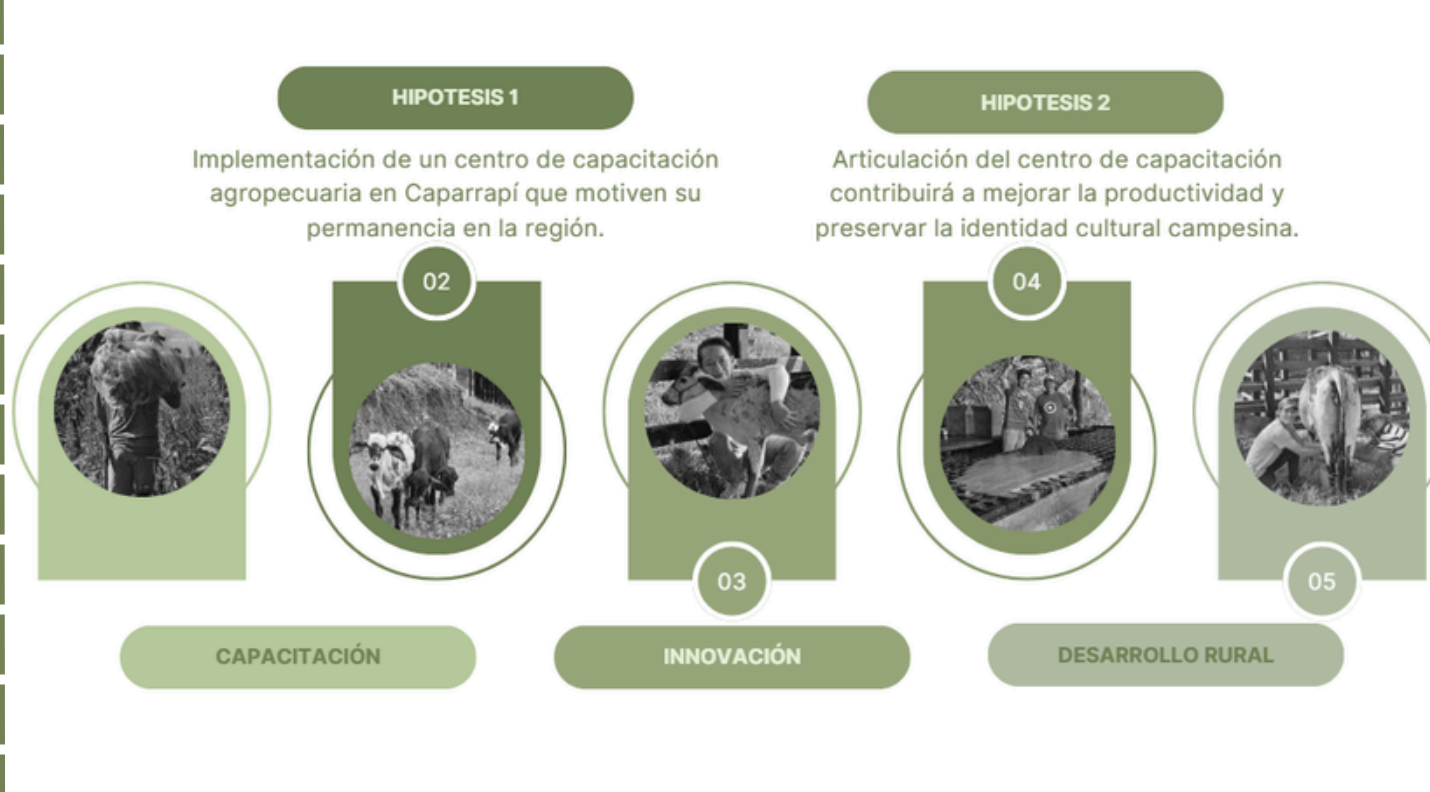 HIPOTESIS 1
Implementación de un centro de capacitación
agropecuaria en Caparrapí que motiven su
permanencia en la región.
HIPOTESIS 2
Articulación del centro de capacitación
contribuirá a mejorar la productividad y
preservar la identidad cultural campesina.
02
04
03
05
CAPACITACIÓN
INNOVACIÓN
DESARROLLO RURAL